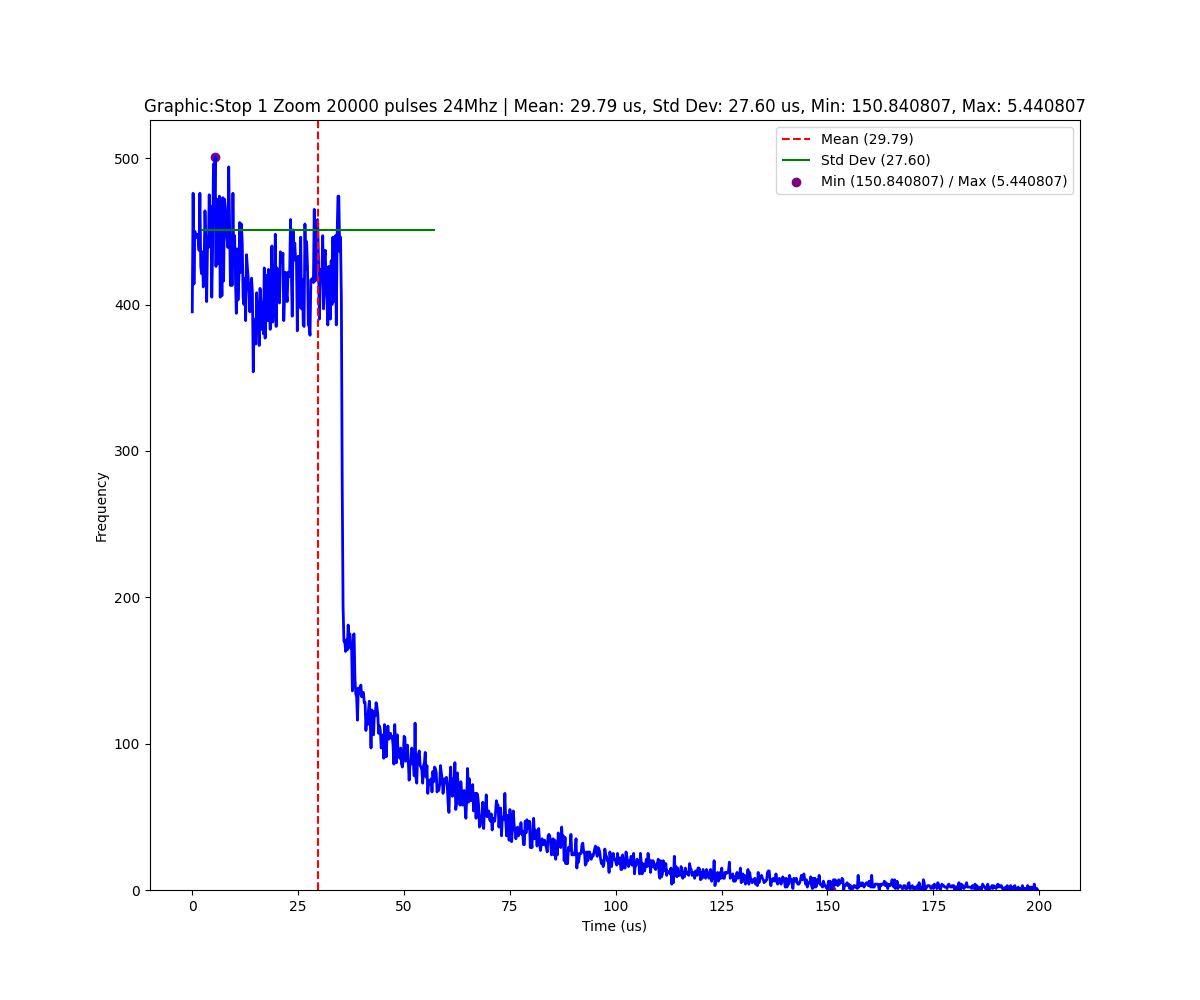 Graphic:Stop 1 Zoom 20000 pulses 24Mhz | Mean: 29.79 us, Std Dev: 27.60 us, Min: 150.840807, Max: 5.440807
Mean (29.79)
Std Dev (27.60)
Min (150.840807) / Max (5.440807)
500
400
300
200
100
0
Frequency
0 25 50 75 100 125 150 175 200
Time (us)